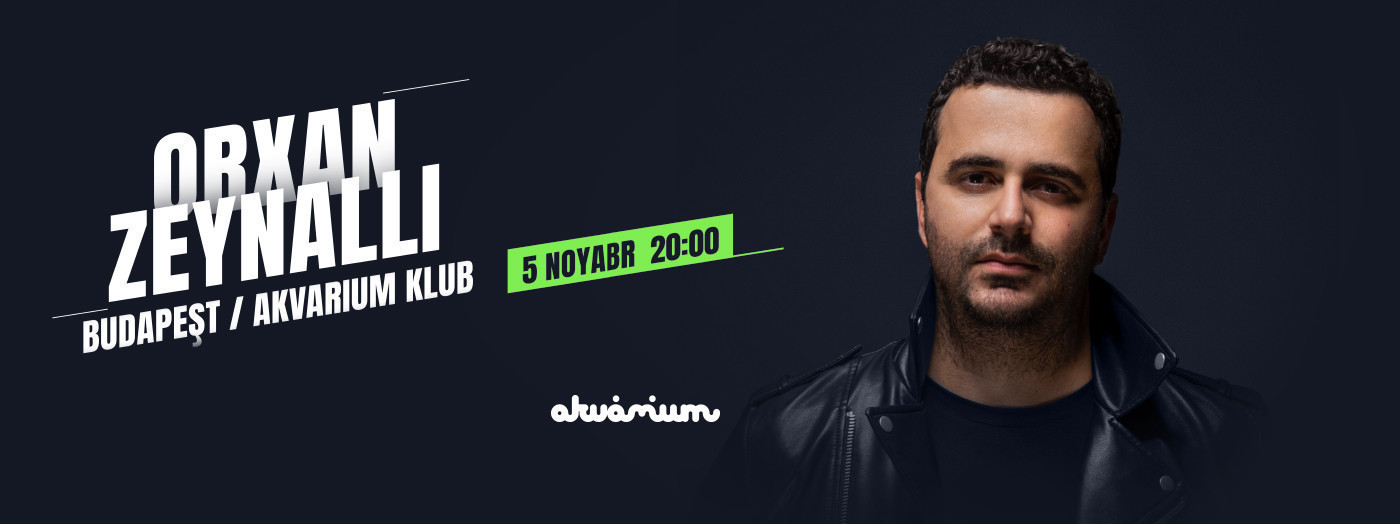 ORXAN
ZEYNALLI
BUDAPEŞT / AKVARIUM KLUB
5 NOYABR 20:00
akvárium